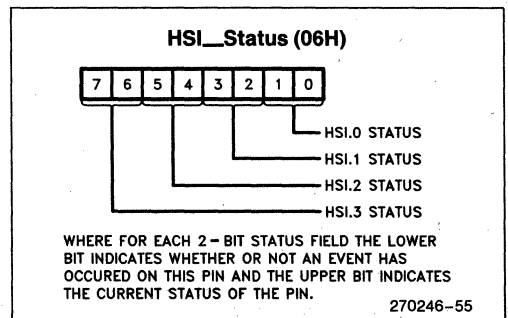 HSI__Status (06H)
7 6 5 4 3 2 1 0
HSI.0 STATUS
HSI.1 STATUS
HSI.2 STATUS
HSI.3 STATUS
WHERE FOR EACH 2-BIT STATUS FIELD THE LOWER
BIT INDICATES WHETHER OR NOT AN EVENT HAS
OCCURED ON THIS PIN AND THE UPPER BIT INDICATES
THE CURRENT STATUS OF THE PIN.
270246-55